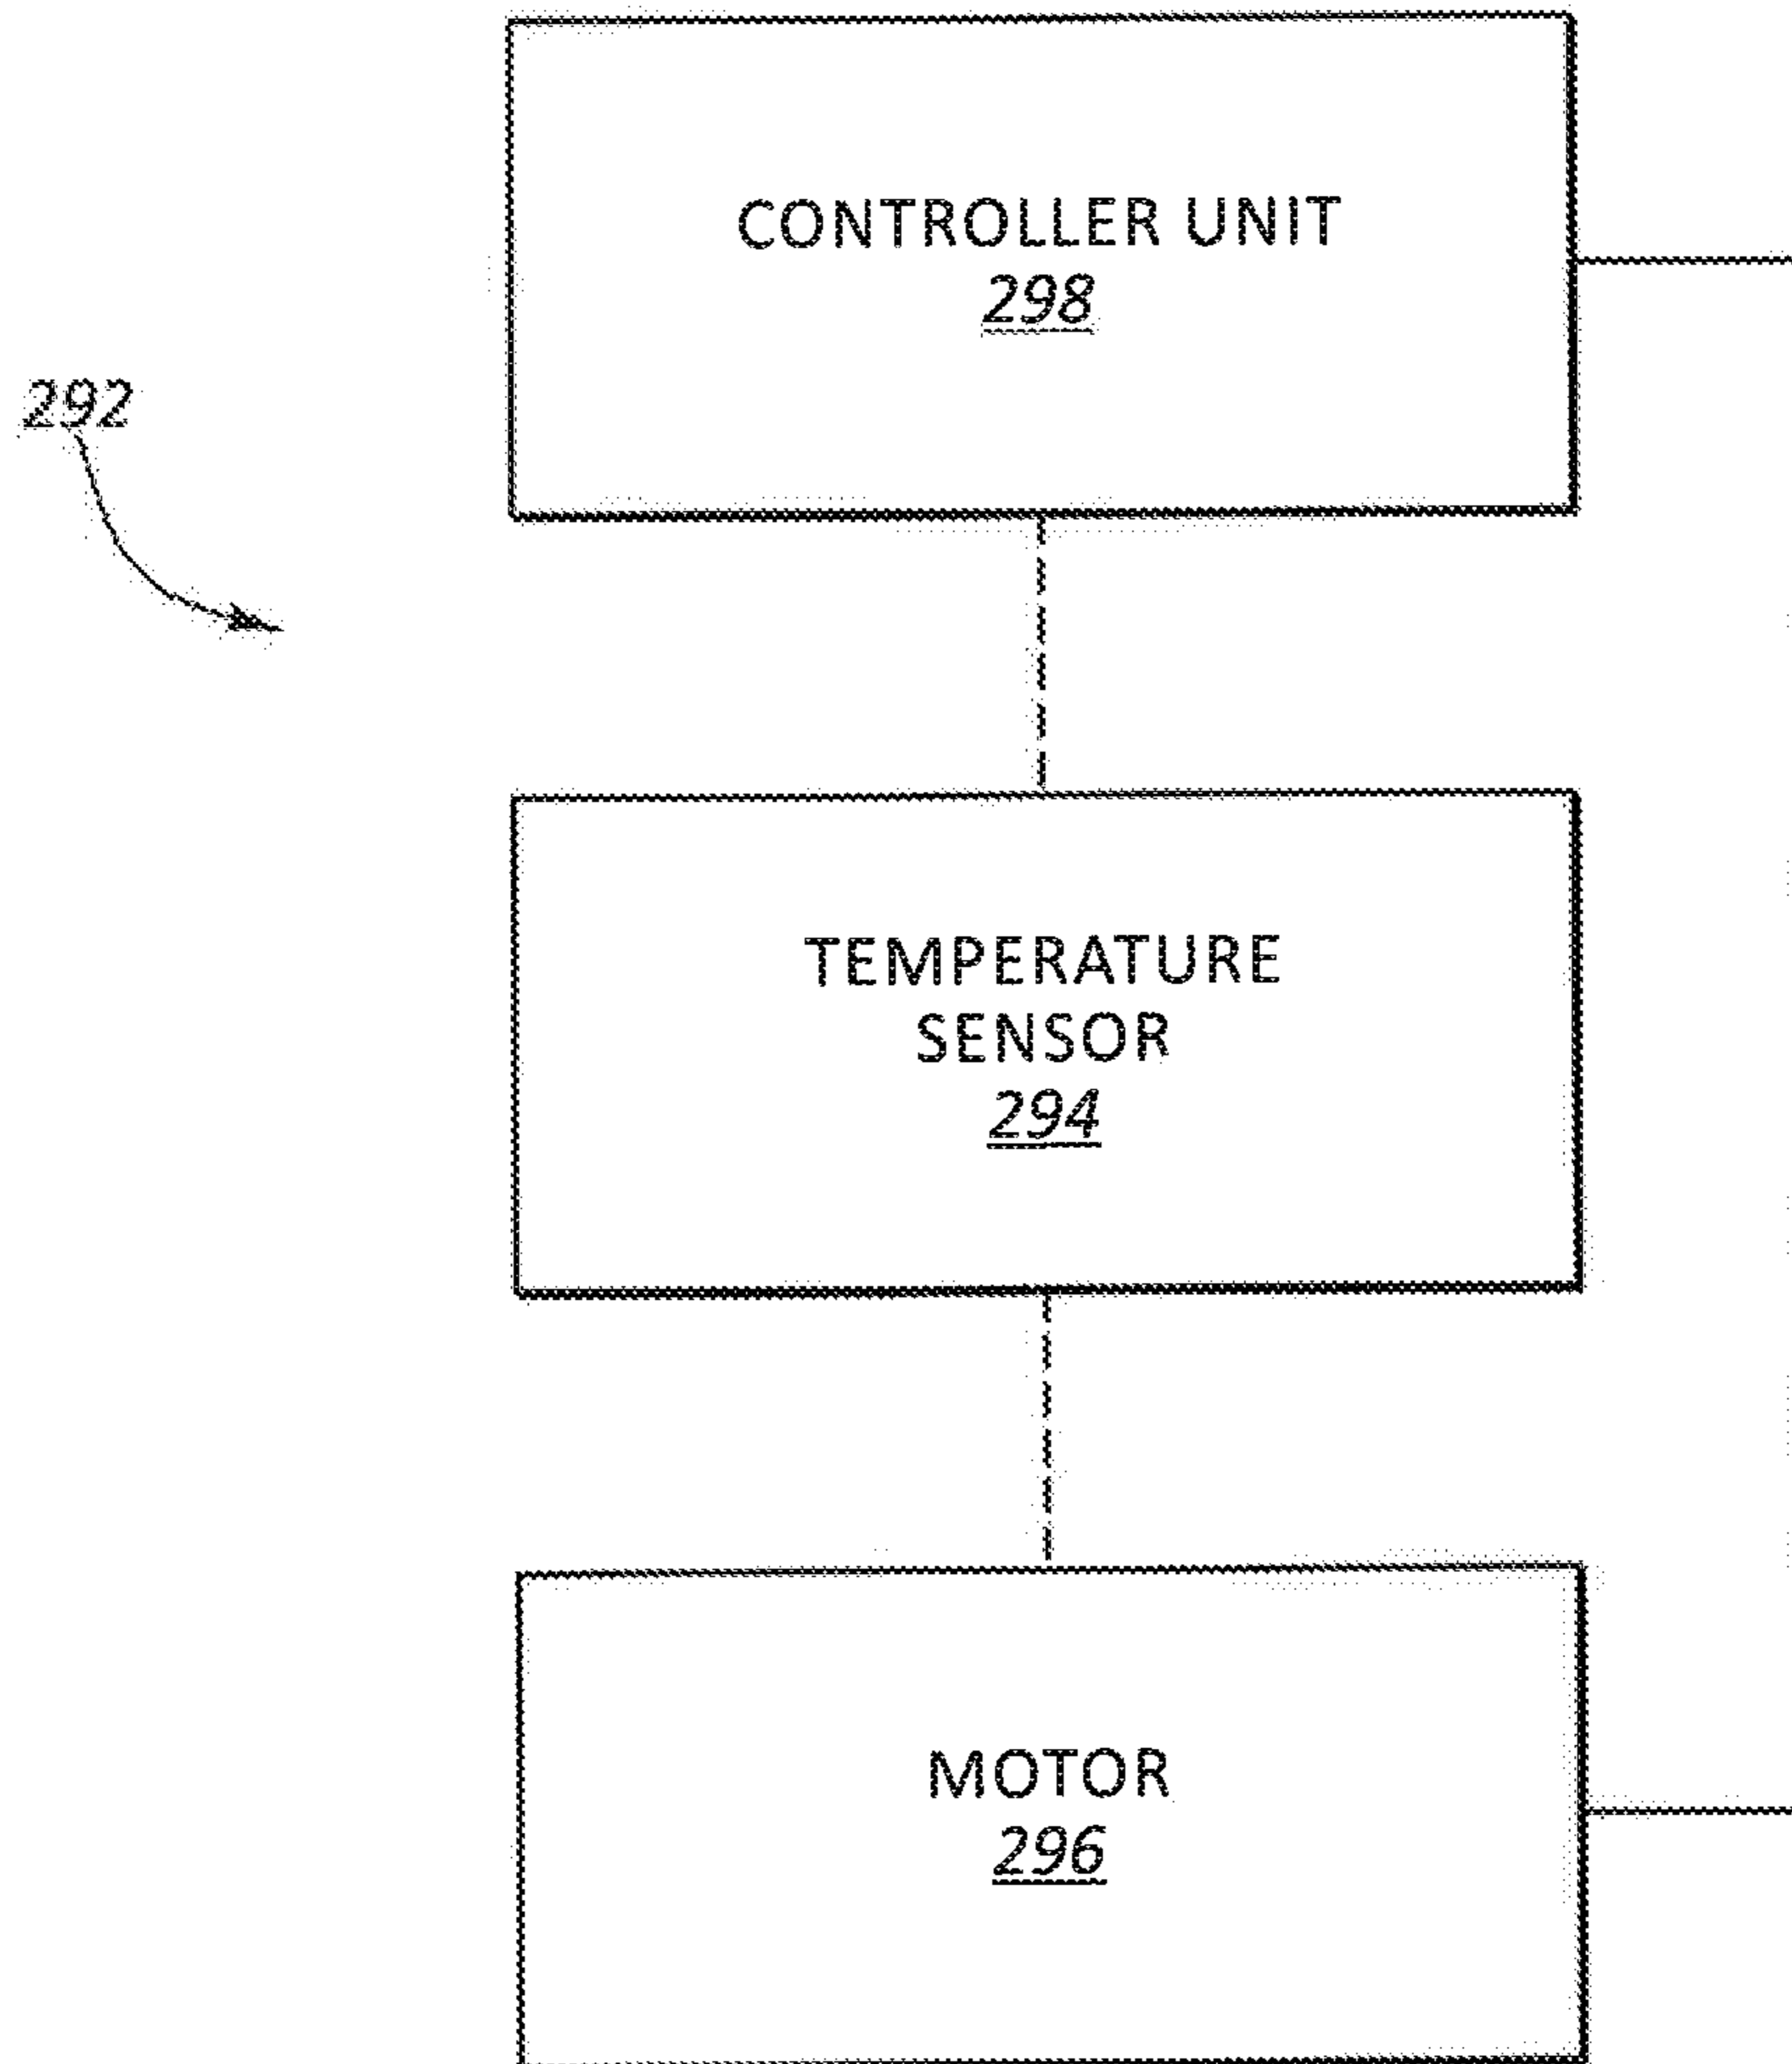 CONTROLLER UNIT
298
292
TEMPERATURE
SENSOR
294
MOTOR
296